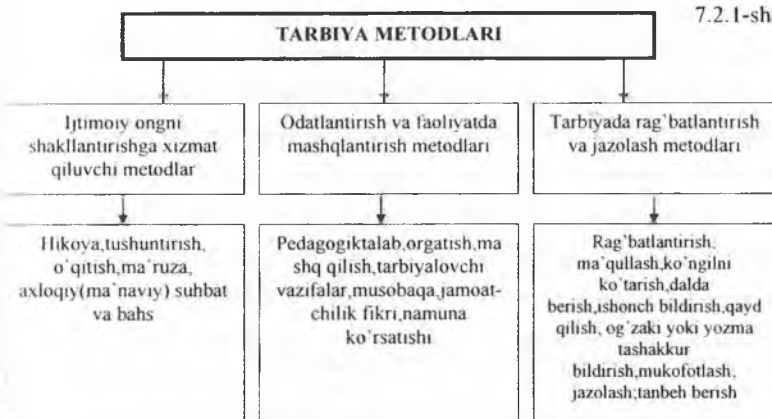 7.2.1-sh
TARBIYA METODLARI
Ijtimoiy ongni
shakllantirishga xizmat
qiluvchi metodlar
Odatlantirish va faoliyatda
mashqlantirish metodlari
Tarbiyada rag`batlantirish
va jazolash metodlari
Hikoya,tushuntirish,
o`qitish,ma`ruza,
axloqiy(ma`naviy) suhbat
va bahs
Pedagogiktalab,orgatish,ma
shq qilish,tarbiyalovchi
vazifalar,musobaqa,jamoat-
chilik fikri,namuna
ko`rsatishi
Rag`batlantirish,
ma`qullash,ko`ngilni
ko`tarish,dalda
berish,ishonch bildirish,qayd
qilish, og`zaki yoki yozma
tashakkur
bildirish,mukofotlash,
jazolash;tanbeh berish